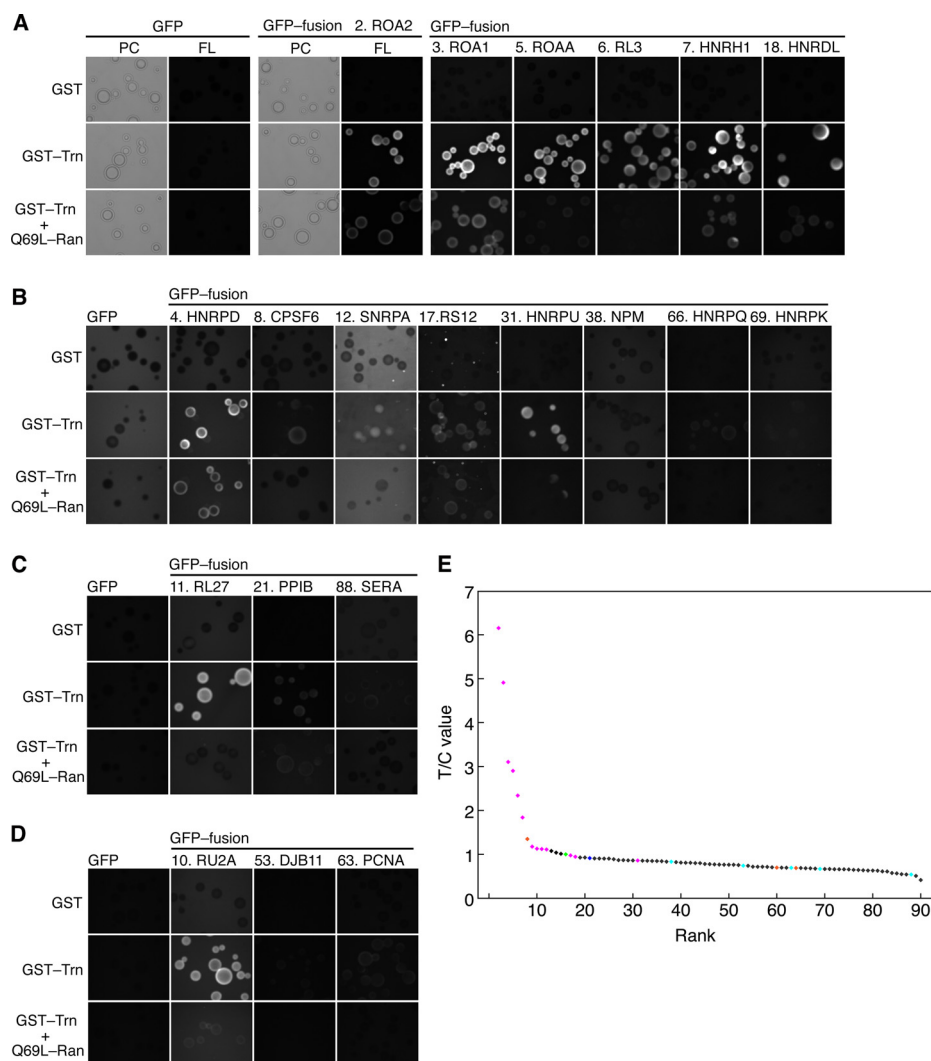 A
GFP
GFP–fusion 2. ROA2
GFP–fusion
PC FL PC FL 3. ROA1 5. ROAA 6. RL3 7. HNRH1 18. HNRDL
GST
GST–Trn
GST–Trn
+
Q69L–Ran
B
GFP–fusion
GFP 4. HNRPD 8. CPSF6 12. SNRPA 17.RS12 31. HNRPU 38. NPM 66. HNRPQ 69. HNRPK
GST
GST–Trn
GST–Trn
+
Q69L–Ran
C
GFP–fusion
GFP 11. RL27 21. PPIB 88. SERA
GST
GST–Trn
GST–Trn
+
Q69L–Ran
D
GFP–fusion
GFP 10. RU2A 53. DJB11 63. PCNA
GST
GST–Trn
GST–Trn
+
Q69L–Ran
E
7
6
5
4
3
2
1
0
T/C value
10 20 30 40 50 60 70 80 90
Rank